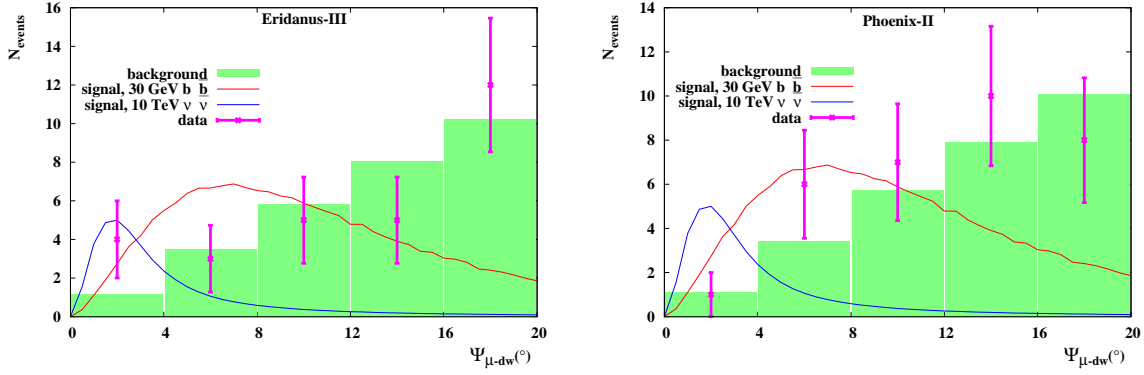 Eridanus-III
N_events
16
14
12
10
8
6
4
2
0
background
signal, 30 GeV b b̅
signal, 10 TeV ν ν̅
data
0 4 8 12 16 20
Ψ_μ-dw(°)
Phoenix-II
N_events
14
12
10
8
6
4
2
0
background
signal, 30 GeV b b̅
signal, 10 TeV ν ν̅
data
0 4 8 12 16 20
Ψ_μ-dw(°)